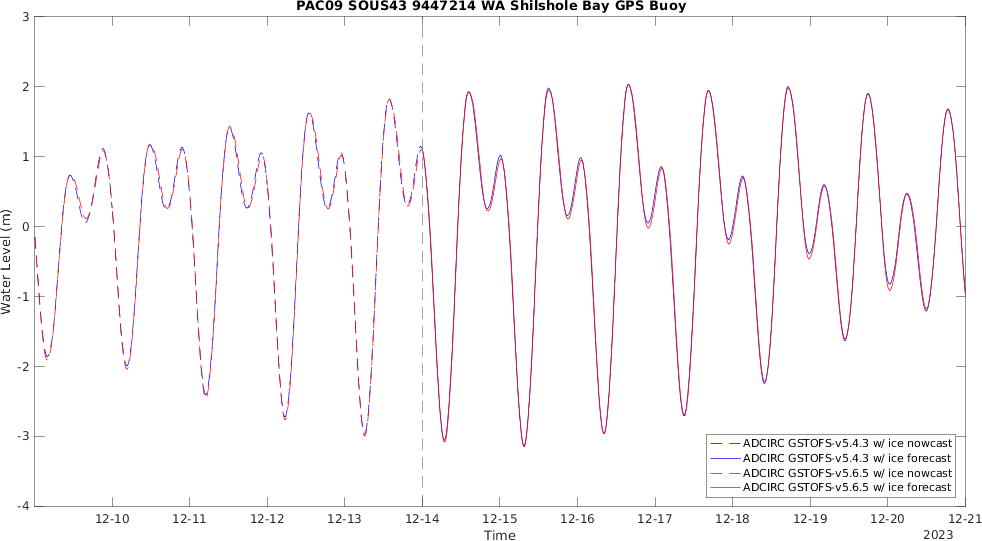 PAC09 SOUS43 9447214 WA Shilshole Bay GPS Buoy
3
2
1
0
-1
-2
-3
-4
Water Level (m)
ADCIRC GSTOFS-v5.4.3 w/ ice nowcast
ADCIRC GSTOFS-v5.4.3 w/ ice forecast
ADCIRC GSTOFS-v5.6.5 w/ ice nowcast
ADCIRC GSTOFS-v5.6.5 w/ ice forecast
12-10 12-11 12-12 12-13 12-14 12-15 12-16 12-17 12-18 12-19 12-20 12-21
Time
2023